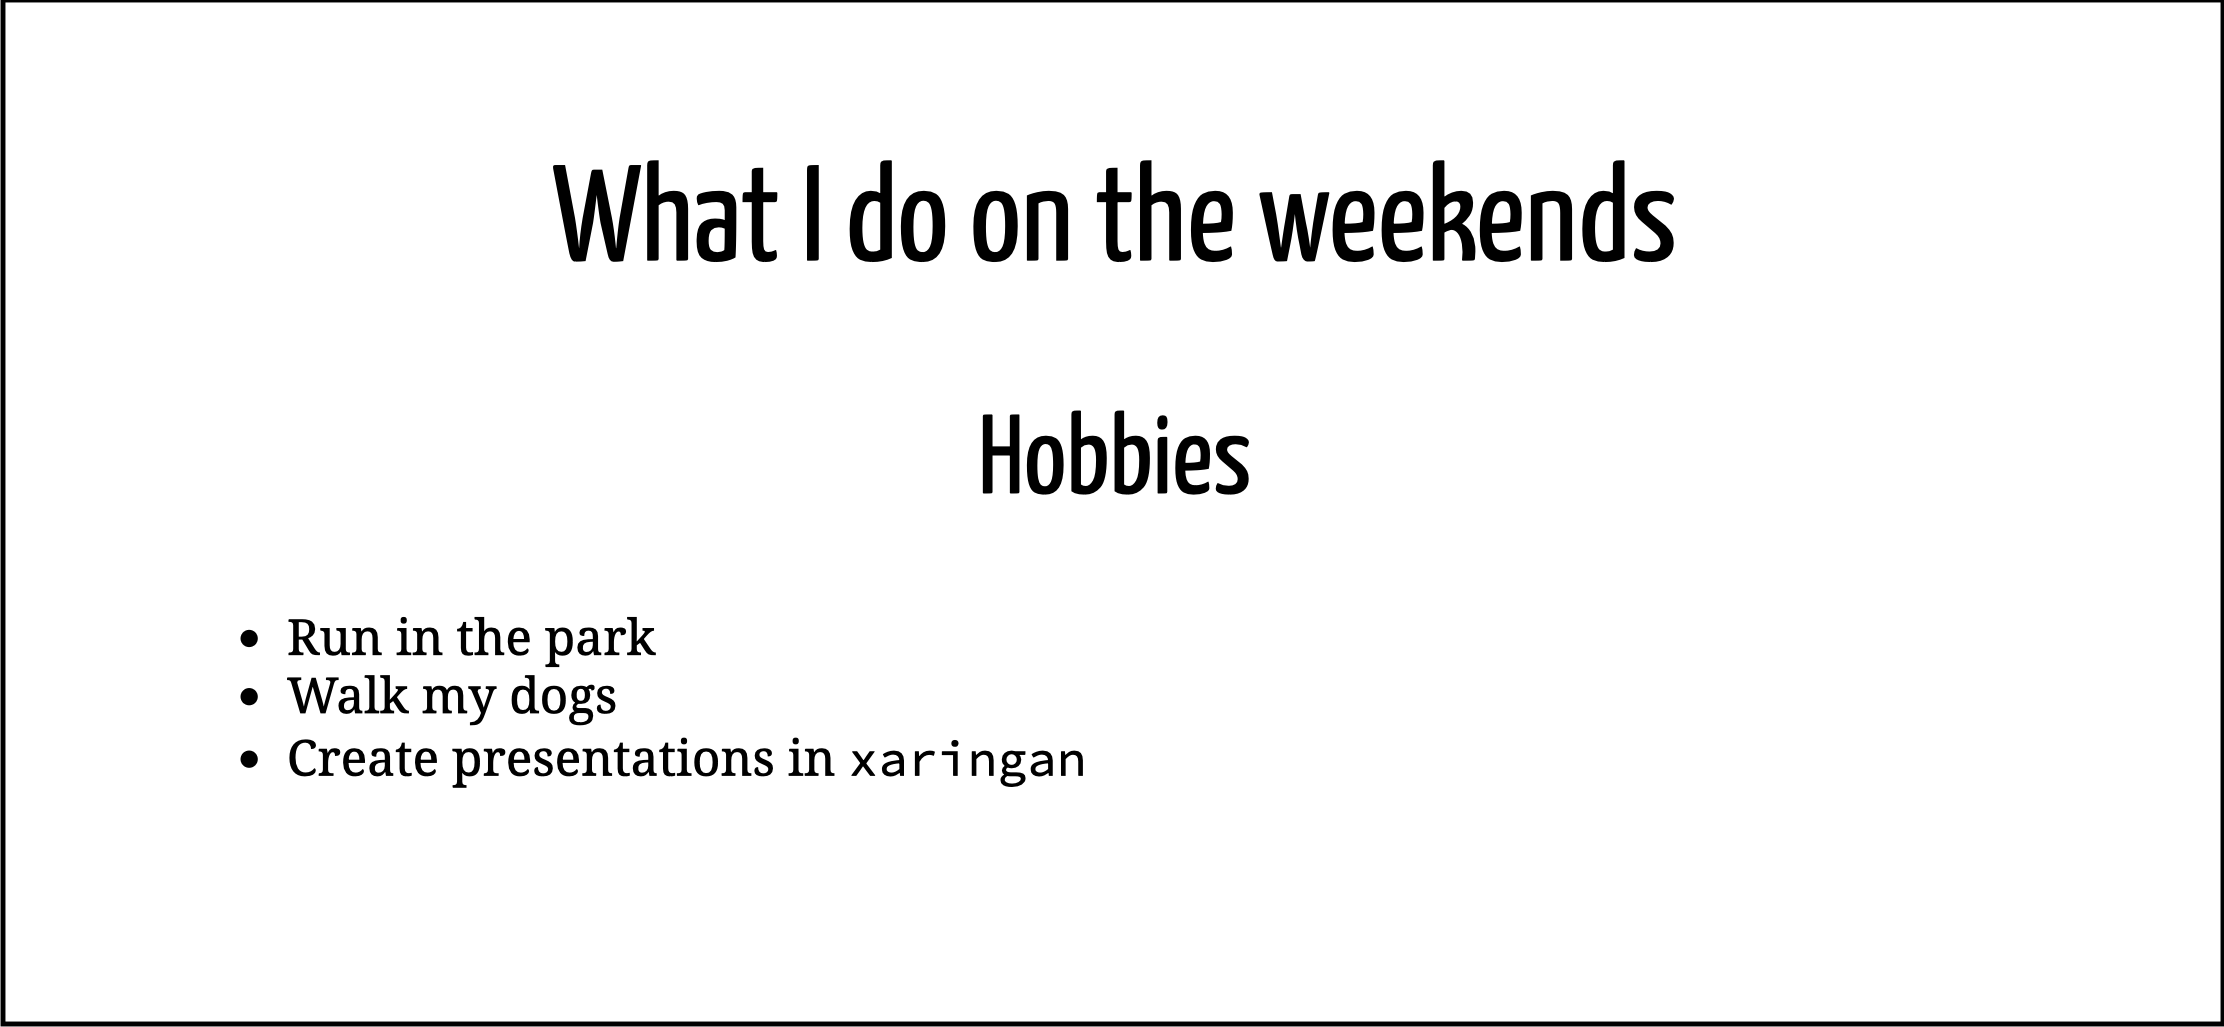 What I do on the weekends
Hobbies
• Run in the park
• Walk my dogs
• Create presentations in xaringan